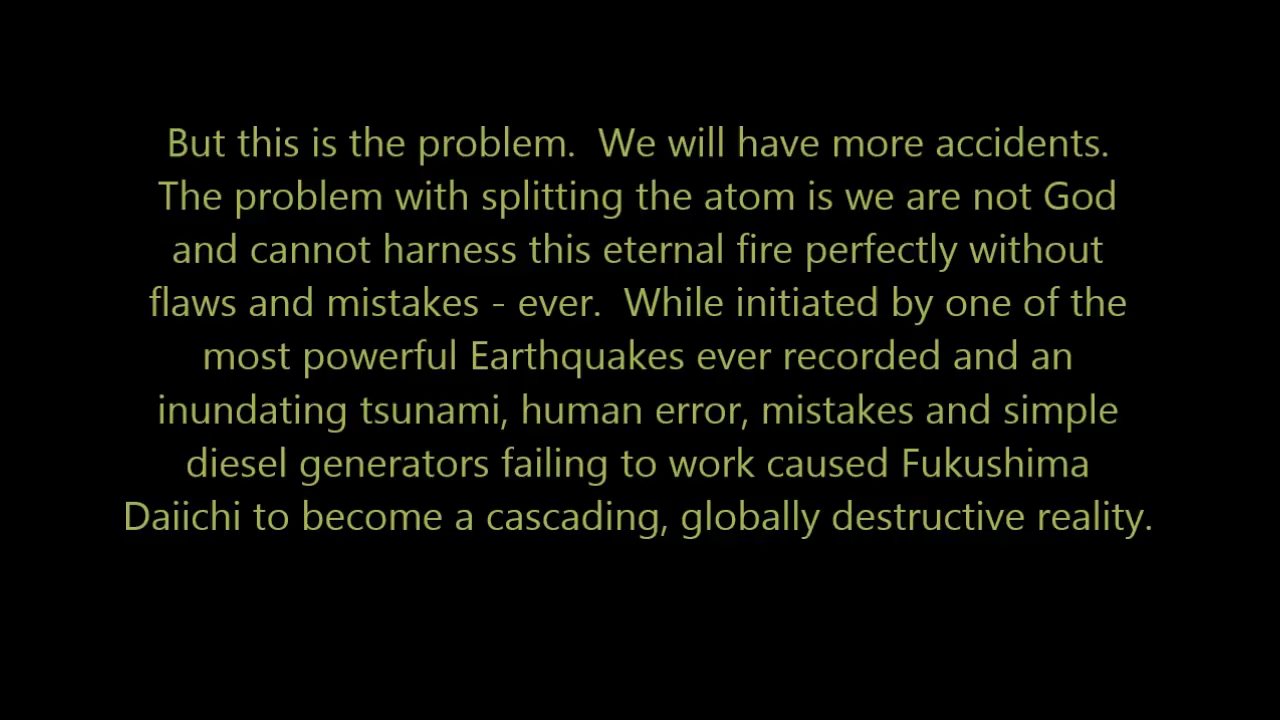 But this is the problem.  We will have more accidents.
The problem with splitting the atom is we are not God
and cannot harness this eternal fire perfectly without
flaws and mistakes - ever.  While initiated by one of the
most powerful Earthquakes ever recorded and an
inundating tsunami, human error, mistakes and simple
diesel generators failing to work caused Fukushima
Daiichi to become a cascading, globally destructive reality.